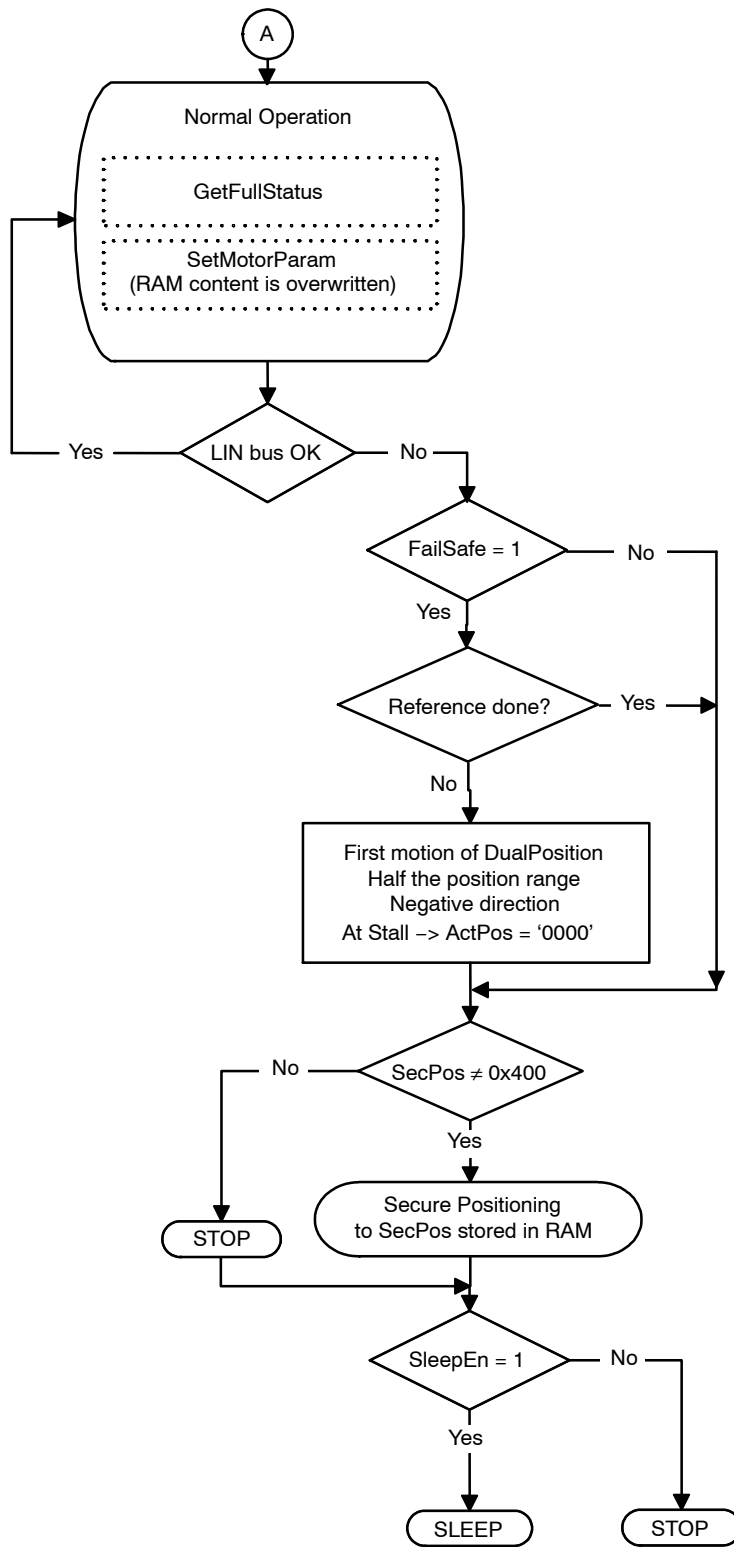 A
Normal Operation
GetFullStatus
SetMotorParam
(RAM content is overwritten)
Yes
LIN bus OK
No
FailSafe = 1
No
Yes
Reference done?
Yes
No
First motion of DualPosition
Half the position range
Negative direction
At Stall −> ActPos = ‘0000’
No
SecPos ≠ 0x400
Yes
Secure Positioning
to SecPos stored in RAM
STOP
SleepEn = 1
No
Yes
SLEEP
STOP